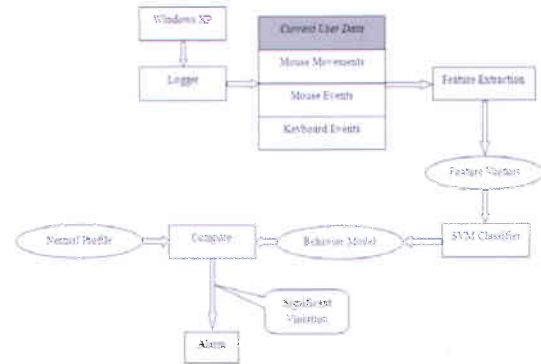 Windows XP
Logger
Current User Data
Mouse Movements
Mouse Events
Keyboard Events
Feature Extraction
Feature Vectors
SVM Classifier
Behavior Model
Compare
Normal Profile
Significant
Violation
Alarm